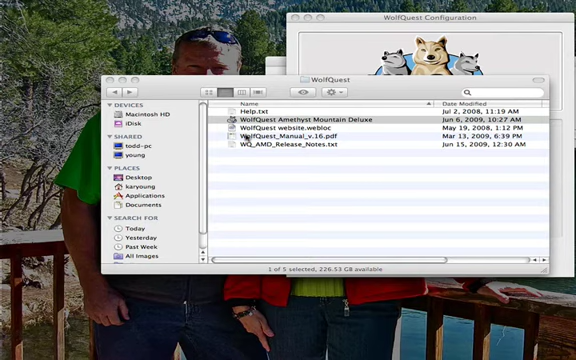 WolfQuest Configuration
WolfQuest
Name
Date Modified
DEVICES
Macintosh HD
iDisk
SHARED
todd-pc
young
PLACES
Desktop
karyoung
Applications
Documents
SEARCH FOR
Today
Yesterday
Past Week
All Images
Help.txt
Jul 2, 2008, 11:19 AM
WolfQuest Amethyst Mountain Deluxe
Jun 6, 2009, 10:27 AM
WolfQuest website.webloc
May 19, 2008, 1:12 PM
WolfQuest_Manual_v.16.pdf
Mar 13, 2009, 6:39 PM
WQ_AMD_Release_Notes.txt
Jun 15, 2009, 12:30 AM
1 of 5 selected, 226.53 GB available